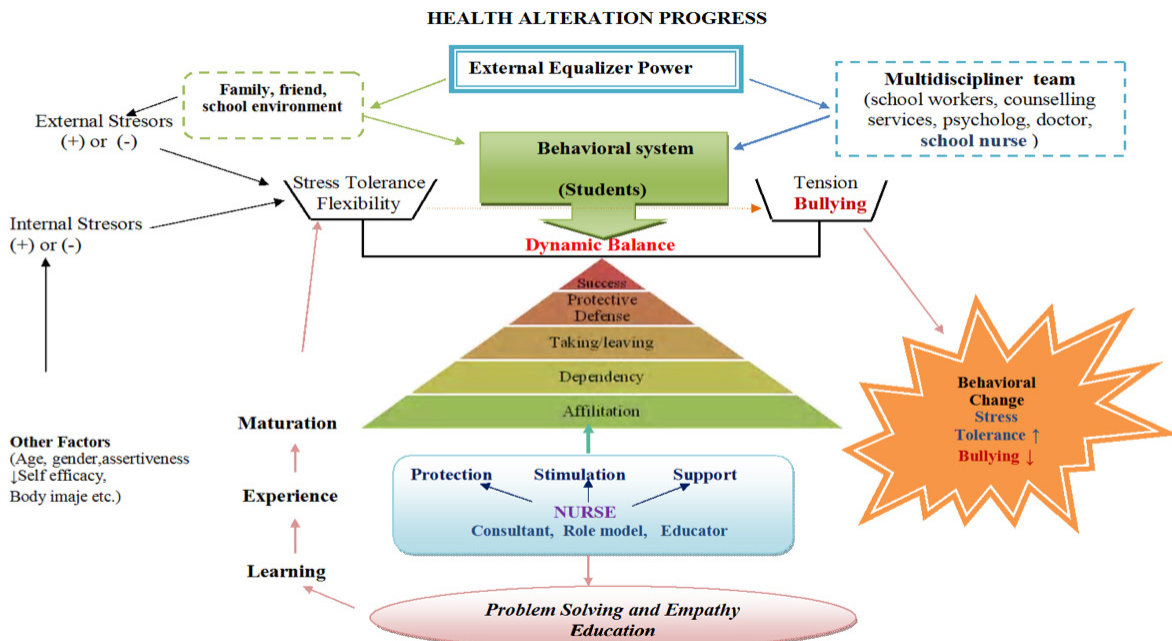 HEALTH ALTERATION PROGRESS
External Equalizer Power
Family, friend,
school environment
Multidiscipliner team
(school workers, counselling
services, psycholog, doctor,
school nurse )
External Stresors
(+) or (-)
Behavioral system
(Students)
Stress Tolerance
Flexibility
Tension
Bullying
Internal Stresors
(+) or (-)
Dynamic Balance
Success
Protective
Defense
Taking/leaving
Dependency
Affilitation
Behavioral
Change
Stress
Tolerance ↑
Bullying ↓
Maturation
Other Factors
(Age, gender,assertiveness
↓Self efficacy,
Body imaje etc.)
Experience
Protection Stimulation Support
NURSE
Consultant, Role model, Educator
Learning
Problem Solving and Empathy
Education